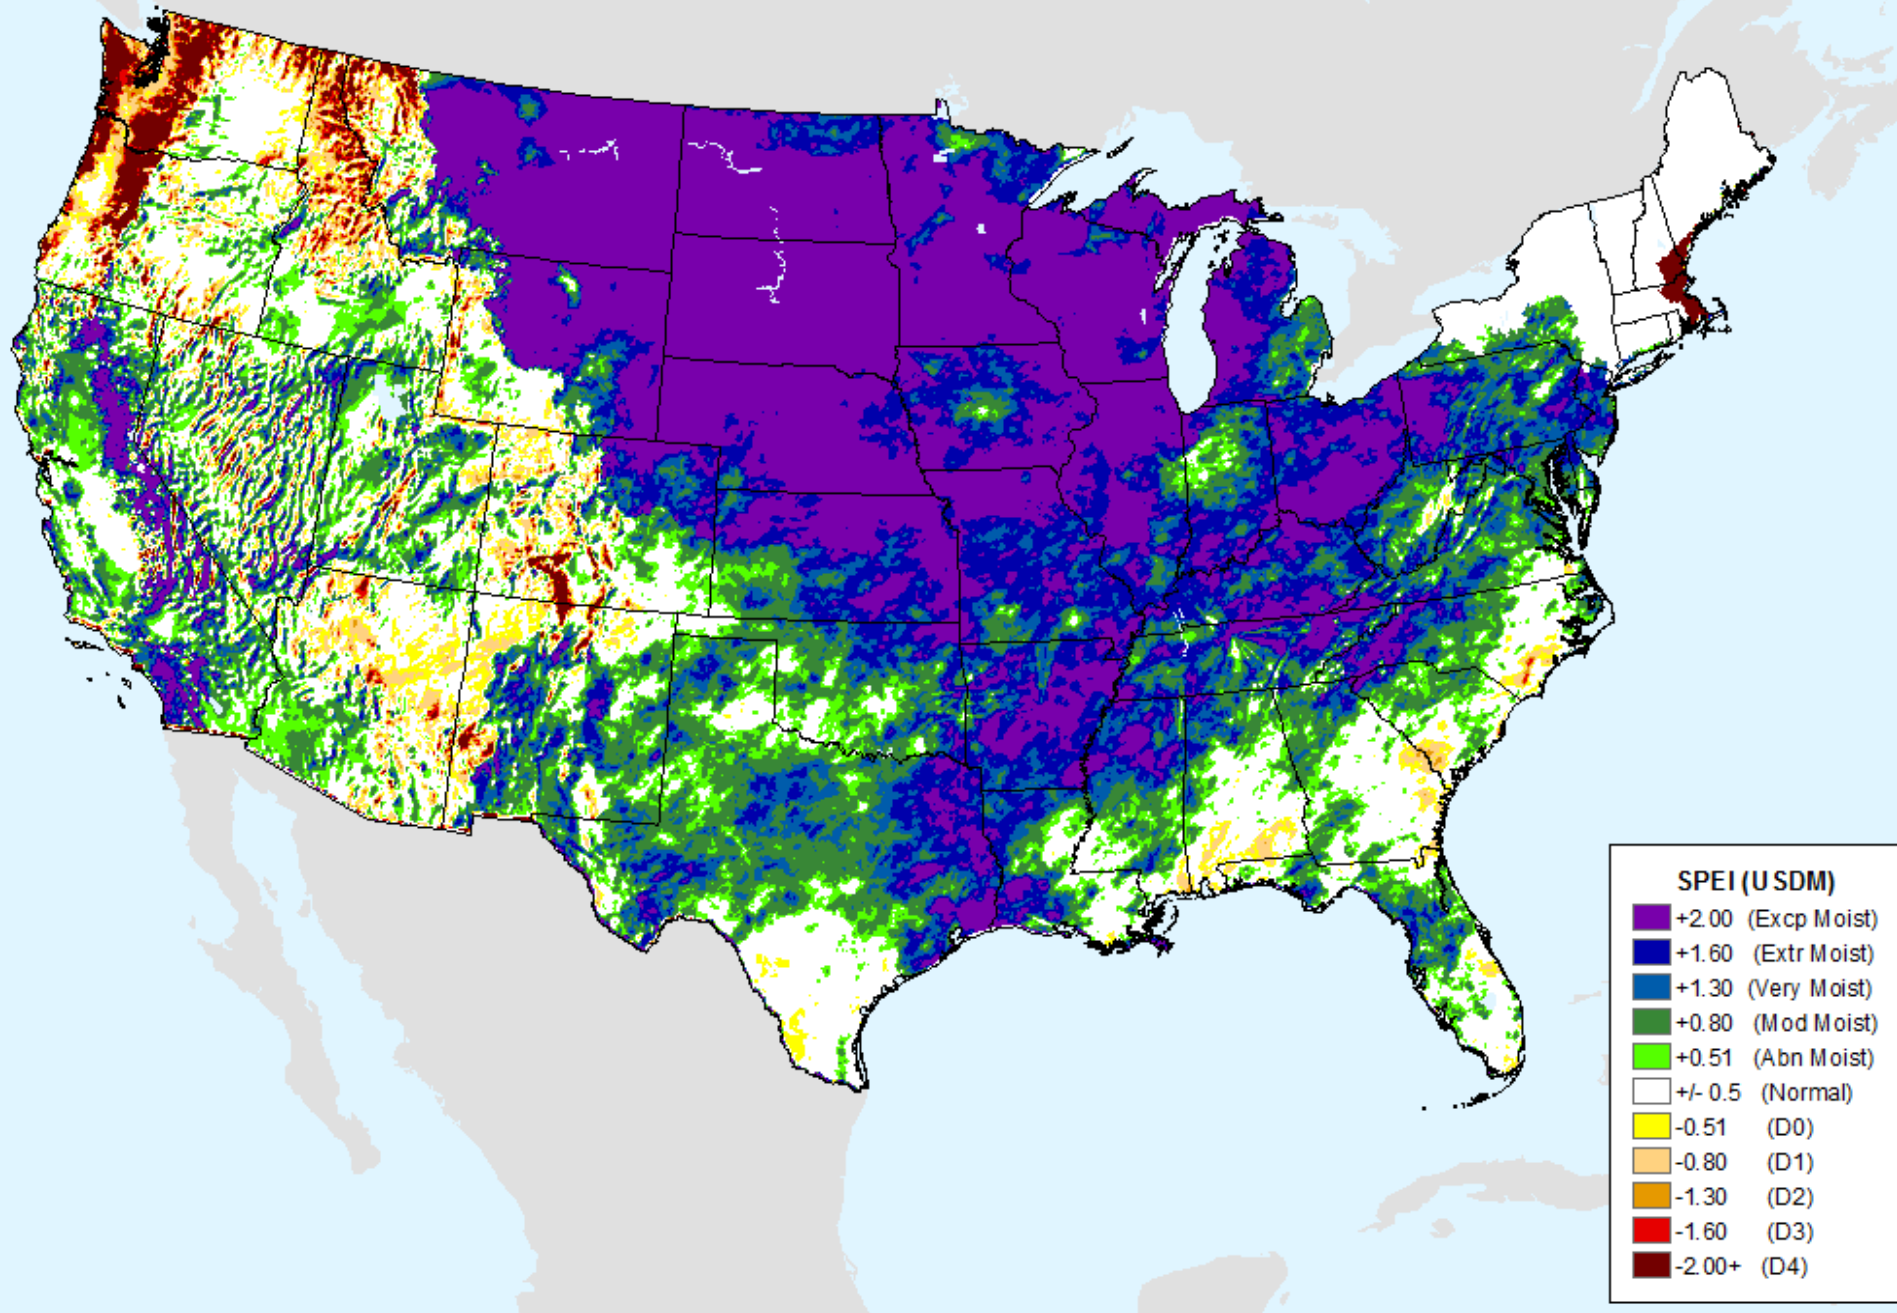 SPEI (USDM)
+2.00 (Excp Moist)
+1.60 (Extr Moist)
+1.30 (Very Moist)
+0.80 (Mod Moist)
+0.51 (Abn Moist)
+/- 0.5 (Normal)
-0.51 (D0)
-0.80 (D1)
-1.30 (D2)
-1.60 (D3)
-2.00+ (D4)